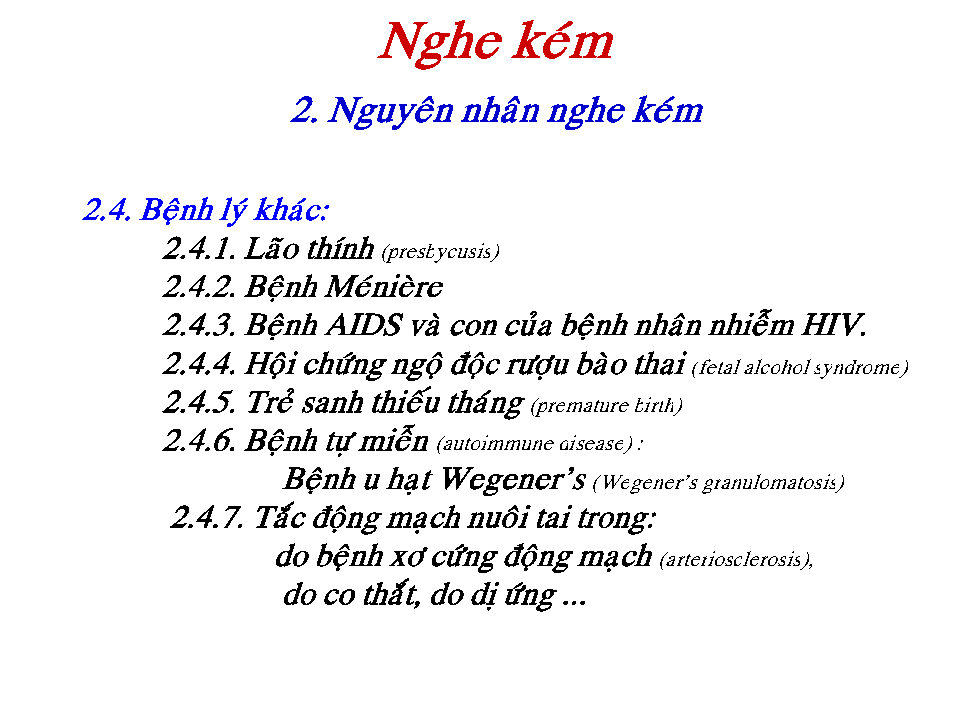 Nghe kém
2. Nguyên nhân nghe kém
2.4. Bệnh lý khác:
2.4.1. Lão thính (presbycusis)
2.4.2. Bệnh Ménière
2.4.3. Bệnh AIDS và con của bệnh nhân nhiễm HIV.
2.4.4. Hội chứng ngộ độc rượu bào thai (fetal alcohol syndrome)
2.4.5. Trẻ sanh thiếu tháng (premature birth)
2.4.6. Bệnh tự miễn (autoimmune disease) :
Bệnh u hạt Wegener's (Wegener's granulomatosis)
2.4.7. Tắc động mạch nuôi tai trong:
do bệnh xơ cứng động mạch (arteriosclerosis),
do co thắt, do dị ứng ...